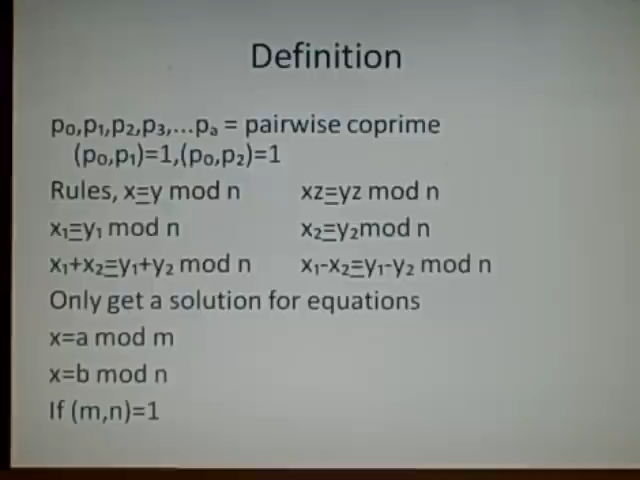 Definition
p₀,p₁,p₂,p₃,...pₐ = pairwise coprime
(p₀,p₁)=1,(p₀,p₂)=1
Rules, x≡y mod n xz≡yz mod n
x₁≡y₁ mod n x₂≡y₂mod n
x₁+x₂≡y₁+y₂ mod n x₁-x₂≡y₁-y₂ mod n
Only get a solution for equations
x=a mod m
x=b mod n
If (m,n)=1